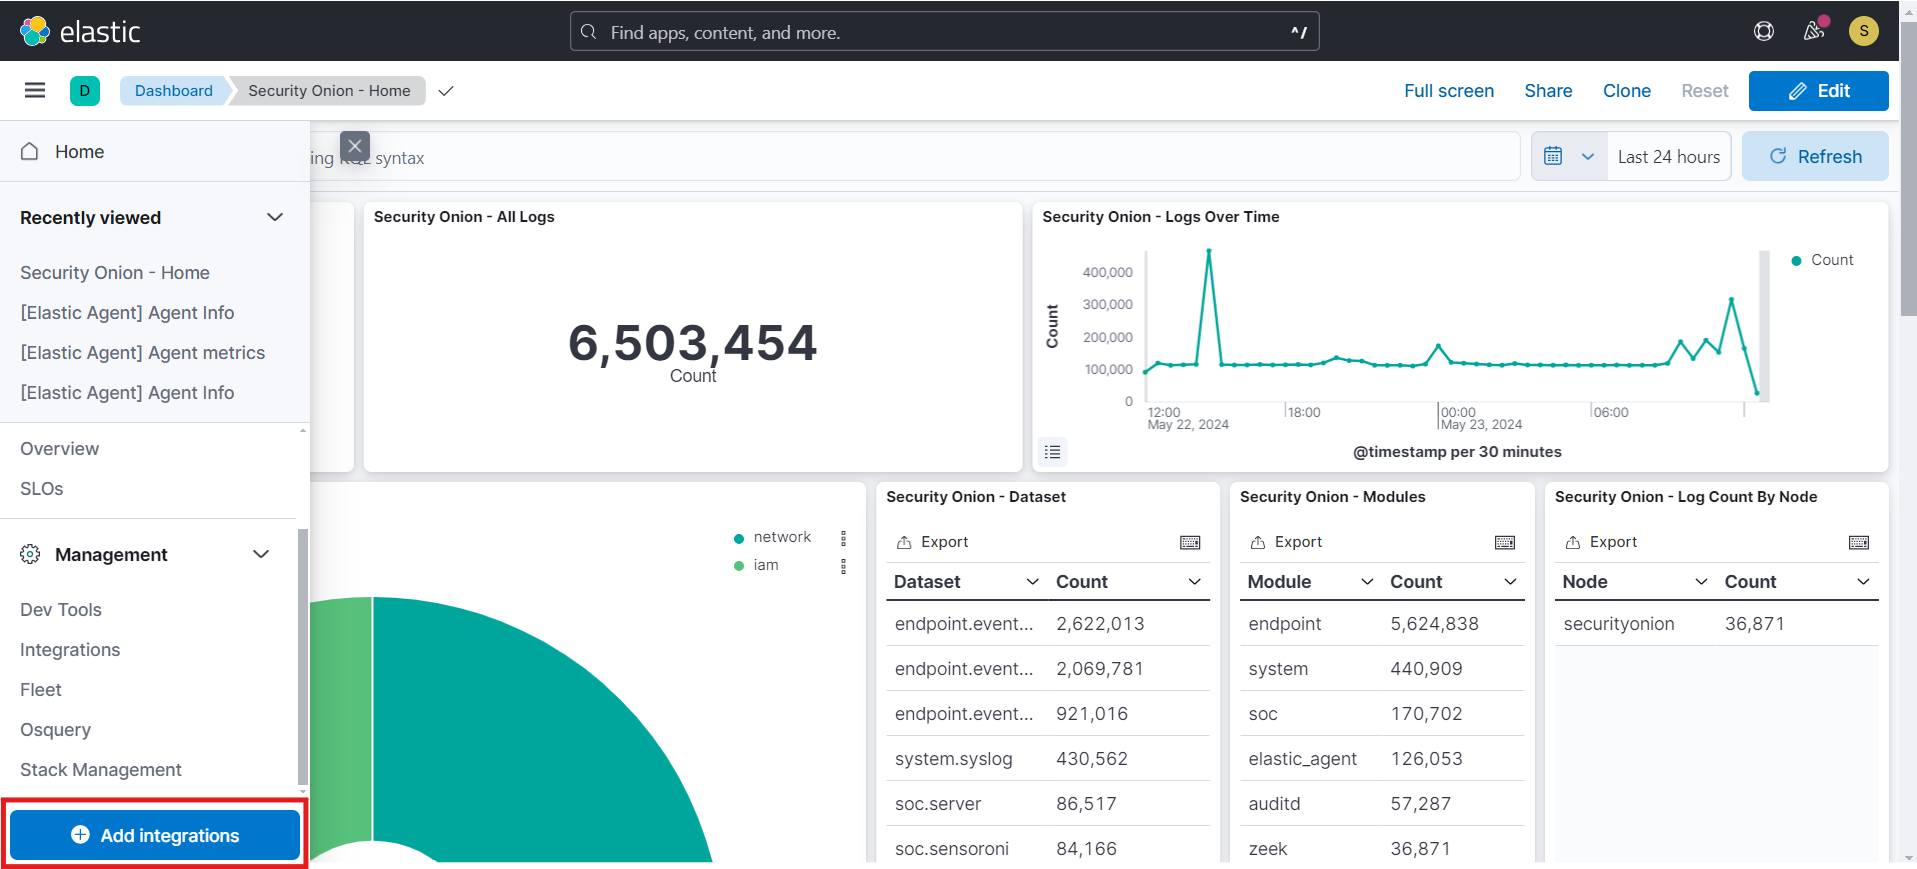 elastic
Find apps, content, and more.
^/
S
D
Dashboard
Security Onion - Home
Full screen
Share
Clone
Reset
Edit
Home
ing KQL syntax
Last 24 hours
Refresh
Recently viewed
Security Onion - Home
[Elastic Agent] Agent Info
[Elastic Agent] Agent metrics
[Elastic Agent] Agent Info
Overview
SLOs
Management
Dev Tools
Integrations
Fleet
Osquery
Stack Management
Add integrations
Security Onion - All Logs
6,503,454
Count
Security Onion - Logs Over Time
Count
400,000
300,000
200,000
100,000
0
Count
12:00
May 22, 2024
18:00
00:00
May 23, 2024
06:00
@timestamp per 30 minutes
network
iam
Security Onion - Dataset
Export
Dataset Count
endpoint.event... 2,622,013
endpoint.event... 2,069,781
endpoint.event... 921,016
system.syslog 430,562
soc.server 86,517
soc.sensoroni 84,166
Security Onion - Modules
Export
Module Count
endpoint 5,624,838
system 440,909
soc 170,702
elastic_agent 126,053
auditd 57,287
zeek 36,871
Security Onion - Log Count By Node
Export
Node Count
securityonion 36,871